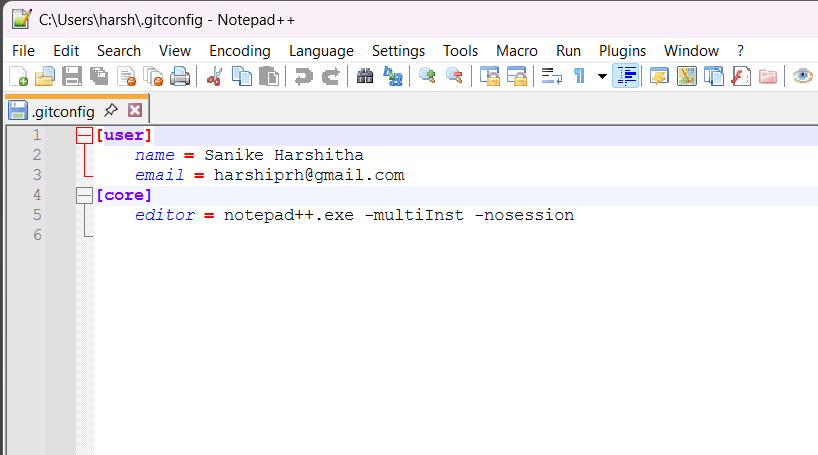 C:\Users\harsh\.gitconfig - Notepad++
File Edit Search View Encoding Language Settings Tools Macro Run Plugins Window ?
.gitconfig
1 [user]
2 name = Sanike Harshitha
3 email = harshiprh@gmail.com
4 [core]
5 editor = notepad++.exe -multiInst -nosession
6